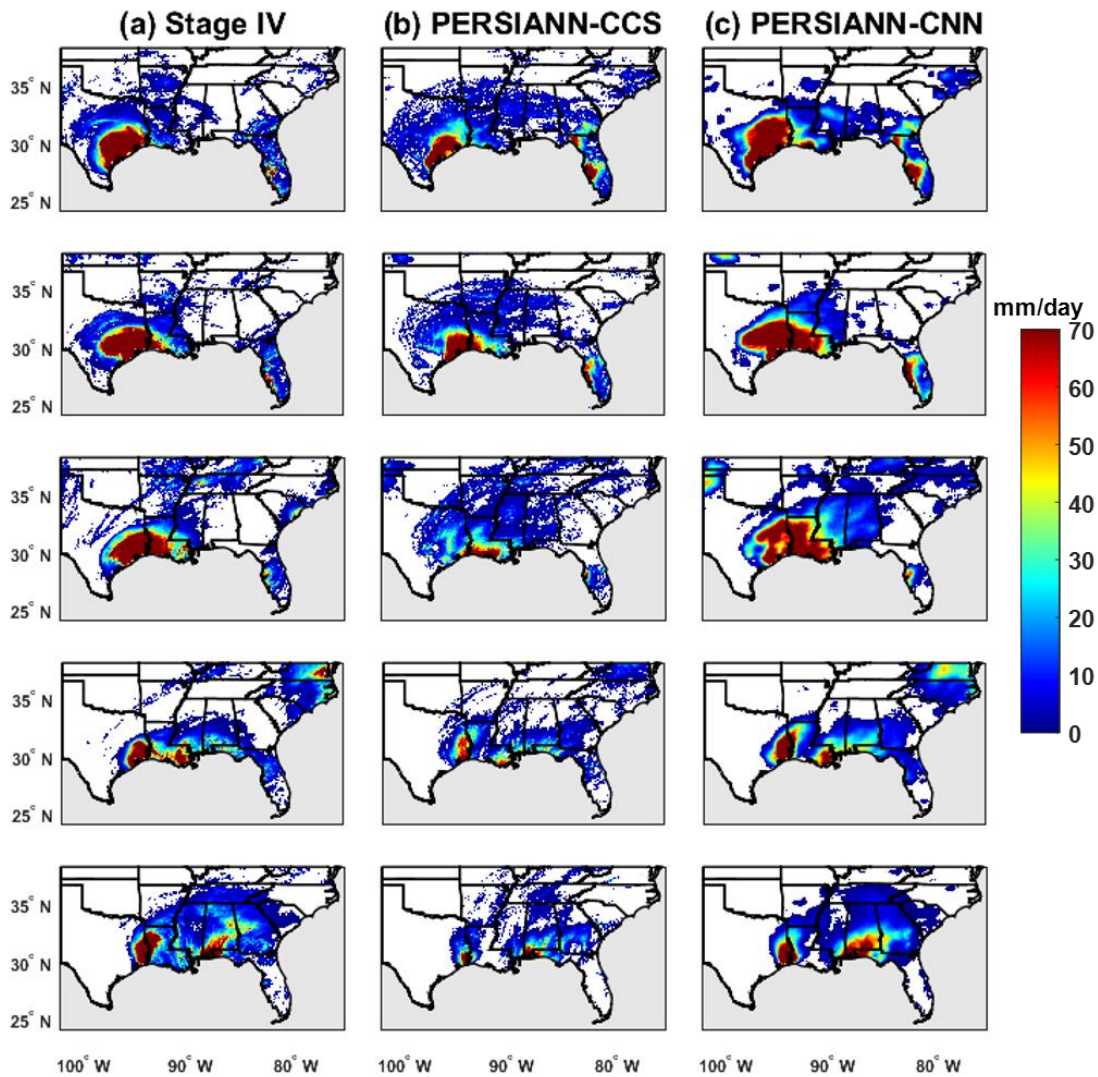 (a) Stage IV (b) PERSIANN-CCS (c) PERSIANN-CNN
35° N
30° N
25° N
35° N
30° N
25° N
mm/day
70
60
50
40
30
20
10
0
35° N
30° N
25° N
35° N
30° N
25° N
35° N
30° N
25° N
100° W 90° W 80° W 100° W 90° W 80° W 100° W 90° W 80° W